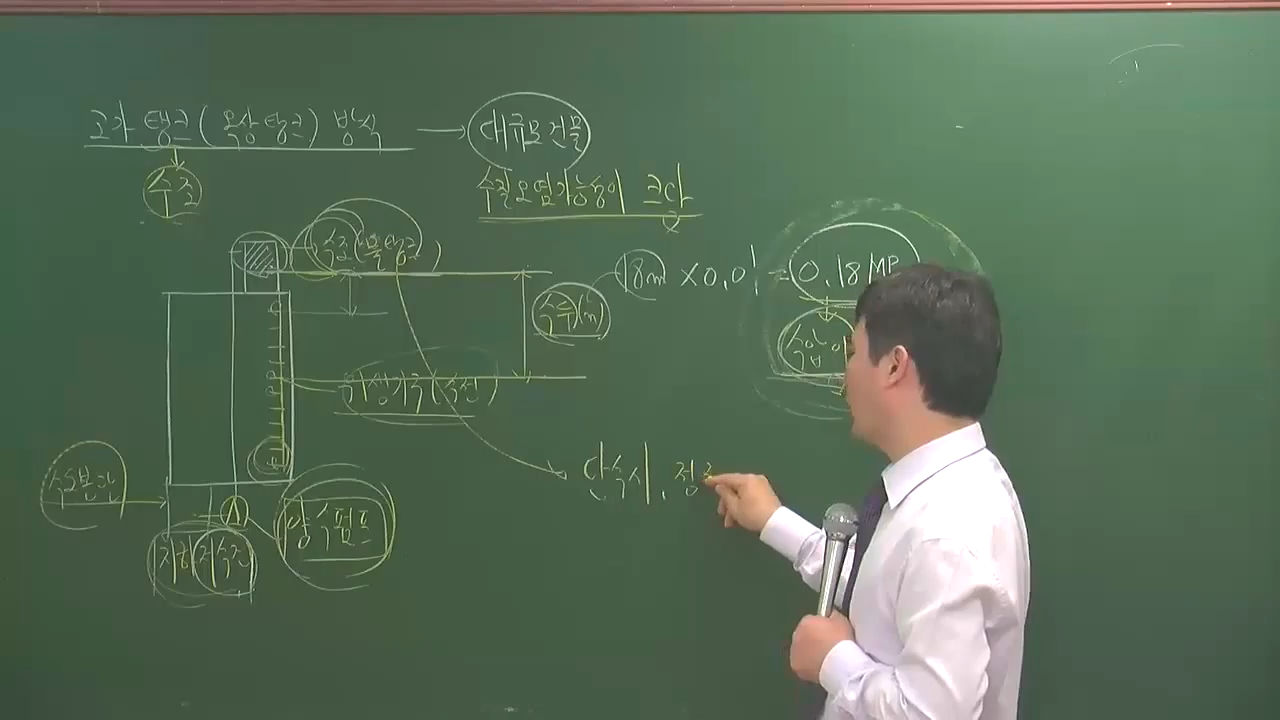 고가 탱크(옥상탱크) 방식 → 대규모건물
수조
수질오염가능성이 크다
수조(물탱크)
18m × 0.01 = 0.18 MP
수두(m)
수압이
위생기구(수전)
단수시, 정
수도본관
양수펌프
지하저수조